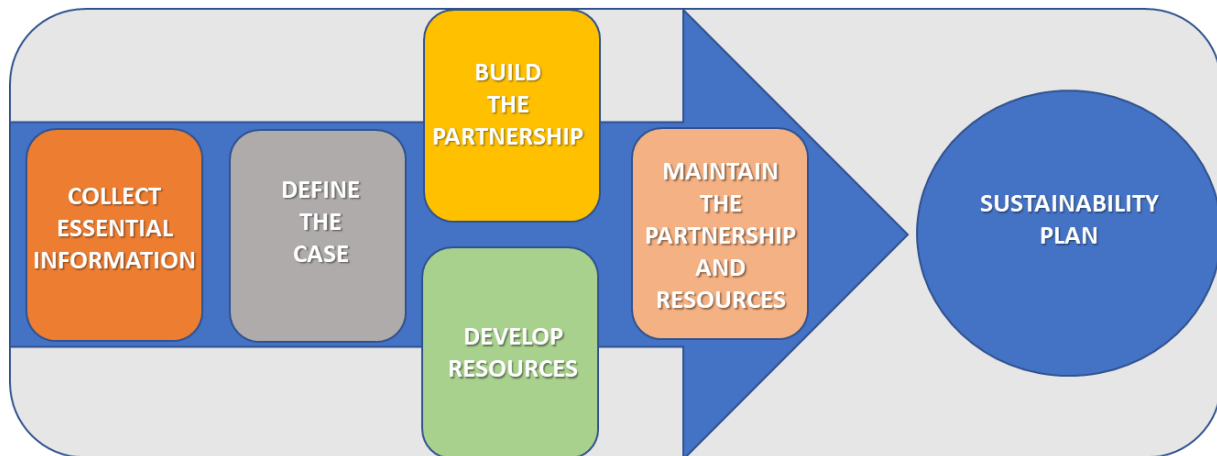 COLLECT
ESSENTIAL
INFORMATION
DEFINE
THE
CASE
BUILD
THE
PARTNERSHIP
DEVELOP
RESOURCES
MAINTAIN
THE
PARTNERSHIP
AND
RESOURCES
SUSTAINABILITY
PLAN